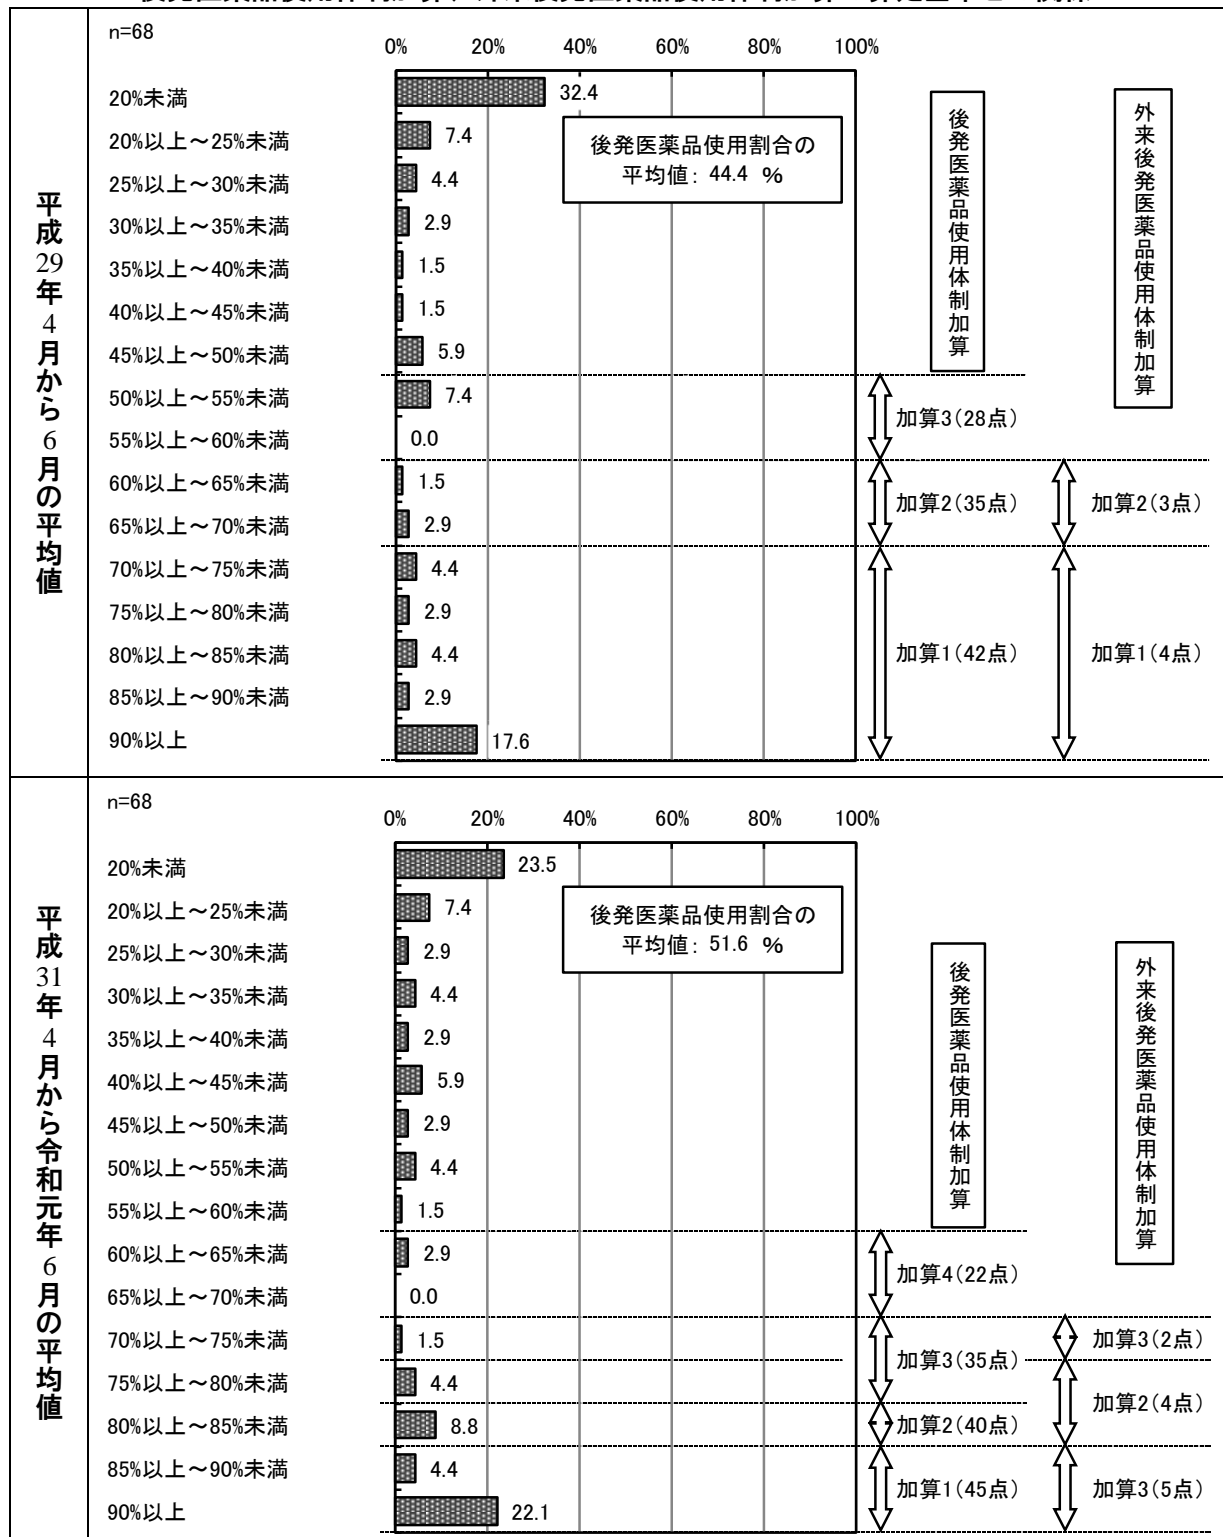 平成29年4月から6月の平均値
n=68
0% 20% 40% 60% 80% 100%
20%未満 32.4
20%以上～25%未満 7.4
25%以上～30%未満 4.4
30%以上～35%未満 2.9
35%以上～40%未満 1.5
40%以上～45%未満 1.5
45%以上～50%未満 5.9
50%以上～55%未満 7.4
55%以上～60%未満 0.0
60%以上～65%未満 1.5
65%以上～70%未満 2.9
70%以上～75%未満 4.4
75%以上～80%未満 2.9
80%以上～85%未満 4.4
85%以上～90%未満 2.9
90%以上 17.6
後発医薬品使用割合の
平均値： 44.4 %
後発医薬品使用体制加算
外来後発医薬品使用体制加算
加算3（28点）
加算2（35点） 加算2（3点）
加算1（42点） 加算1（4点）
平成31年4月から令和元年6月の平均値
n=68
0% 20% 40% 60% 80% 100%
20%未満 23.5
20%以上～25%未満 7.4
25%以上～30%未満 2.9
30%以上～35%未満 4.4
35%以上～40%未満 2.9
40%以上～45%未満 5.9
45%以上～50%未満 2.9
50%以上～55%未満 4.4
55%以上～60%未満 1.5
60%以上～65%未満 2.9
65%以上～70%未満 0.0
70%以上～75%未満 1.5
75%以上～80%未満 4.4
80%以上～85%未満 8.8
85%以上～90%未満 4.4
90%以上 22.1
後発医薬品使用割合の
平均値： 51.6 %
後発医薬品使用体制加算
外来後発医薬品使用体制加算
加算4（22点）
加算3（35点） 加算3（2点）
加算2（40点） 加算2（4点）
加算1（45点） 加算3（5点）